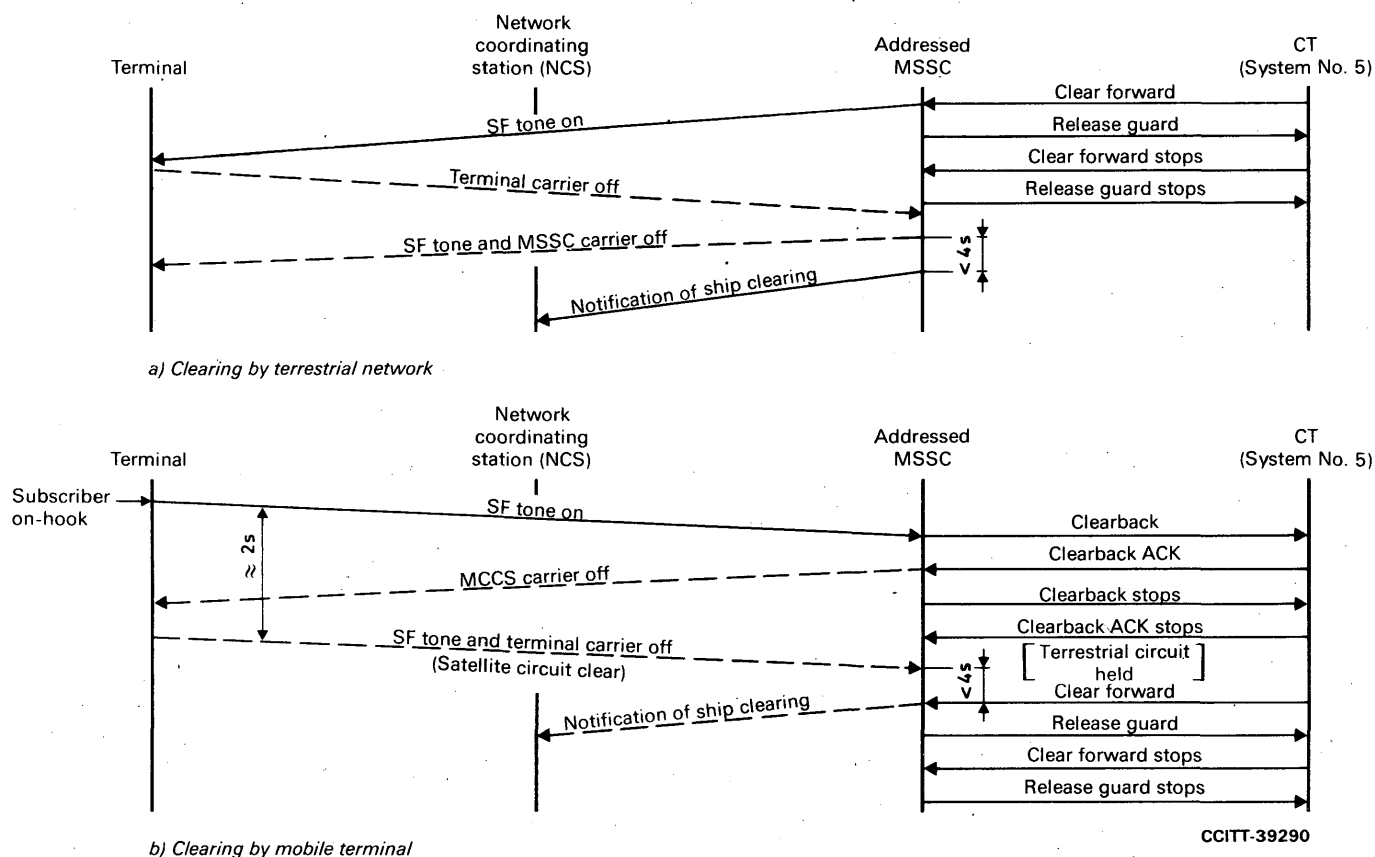 Terminal
Network
coordinating
station (NCS)
Addressed
MSSC
CT
(System No. 5)
Clear forward
SF tone on
Release guard
Clear forward stops
Terminal carrier off
Release guard stops
SF tone and MSSC carrier off
< 4s
Notification of ship clearing
a) Clearing by terrestrial network
Terminal
Network
coordinating
station (NCS)
Addressed
MSSC
CT
(System No. 5)
Subscriber
on-hook
SF tone on
≈ 2s
Clearback
Clearback ACK
MCCS carrier off
Clearback stops
Clearback ACK stops
SF tone and terminal carrier off
(Satellite circuit clear)
[Terrestrial circuit
held]
<4s
Clear forward
Notification of ship clearing
Release guard
Clear forward stops
Release guard stops
CCITT-39290
b) Clearing by mobile terminal